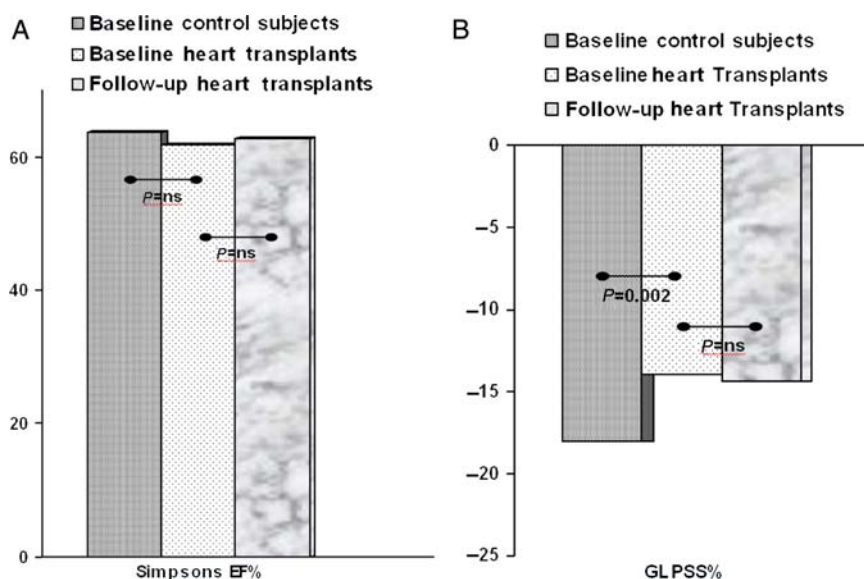 A
Baseline control subjects
Baseline heart transplants
Follow-up heart transplants
60
40
20
0
P=ns
P=ns
Simpsons EF%
B
Baseline control subjects
Baseline heart Transplants
Follow-up heart Transplants
0
−5
−10
−15
−20
−25
P=0.002
P=ns
GLPSS%